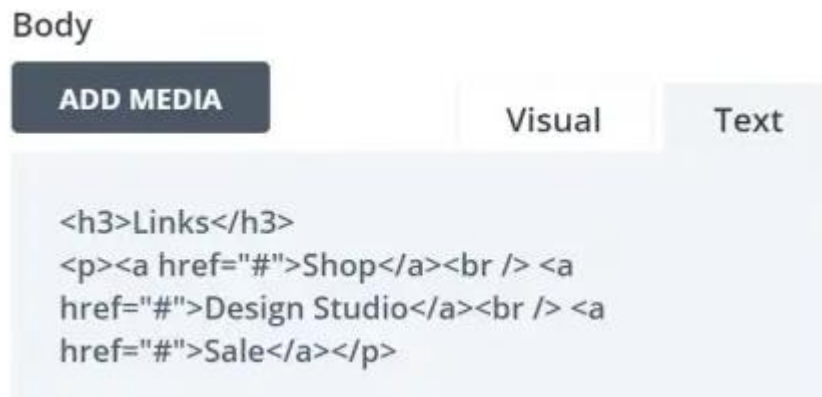 Body
ADD MEDIA
Visual Text
<h3>Links</h3>
<p><a href="#">Shop</a><br /> <a
href="#">Design Studio</a><br /> <a
href="#">Sale</a></p>